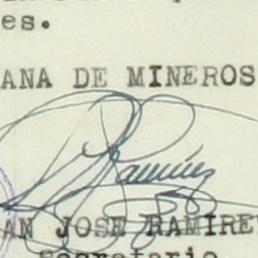 es.
ANA DE MINEROS
Ramírez
AN JOSE RAMIRE
Secretario